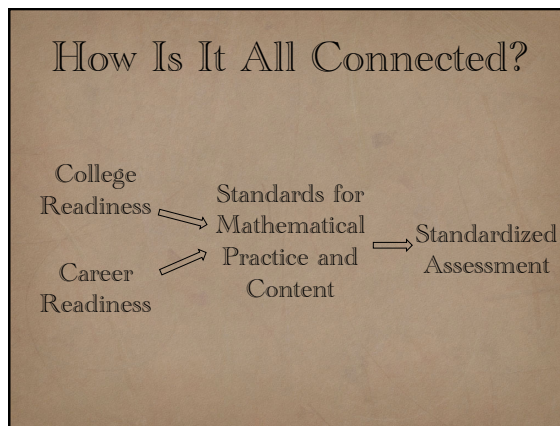 How Is It All Connected?
College
Readiness
Career
Readiness
Standards for
Mathematical
Practice and
Content
Standardized
Assessment